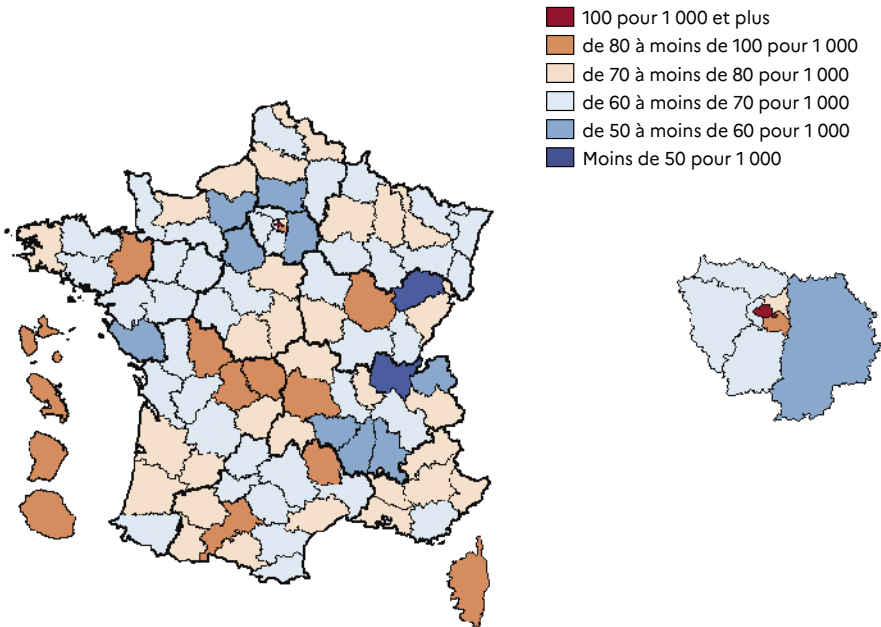 100 pour 1 000 et plus
de 80 à moins de 100 pour 1 000
de 70 à moins de 80 pour 1 000
de 60 à moins de 70 pour 1 000
de 50 à moins de 60 pour 1 000
Moins de 50 pour 1 000